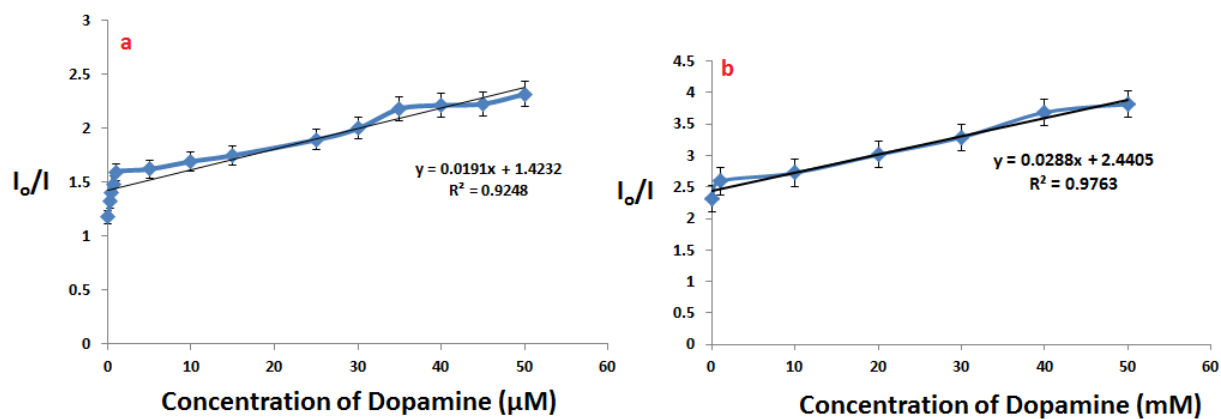 a
3
2.5
2
1.5
1
0.5
0
I₀/I
y = 0.0191x + 1.4232
R² = 0.9248
0 10 20 30 40 50 60
Concentration of Dopamine (µM)
b
4.5
4
3.5
3
2.5
2
1.5
1
0.5
0
I₀/I
y = 0.0288x + 2.4405
R² = 0.9763
0 10 20 30 40 50 60
Concentration of Dopamine (mM)